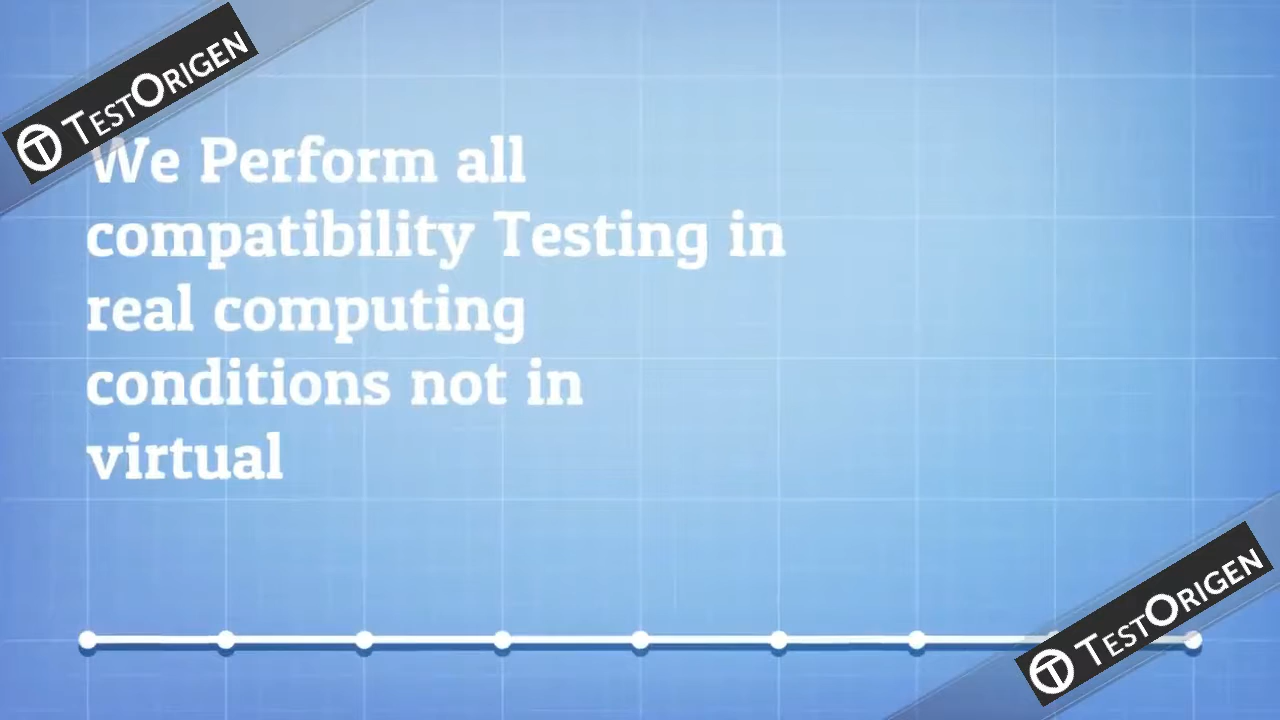 TESTORIGEN
We Perform all
compatibility Testing in
real computing
conditions not in
virtual
TESTORIGEN